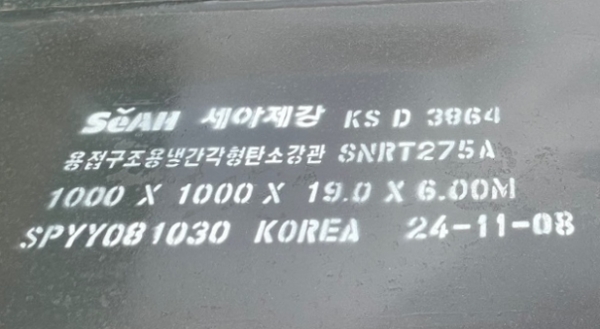 SeAH 세아제강 KS D 3864
용접구조용냉간각형탄소강관 SNRT275A
1000 X 1000 X 19.0 X 6.00M
SPYY081030 KOREA 24-11-08